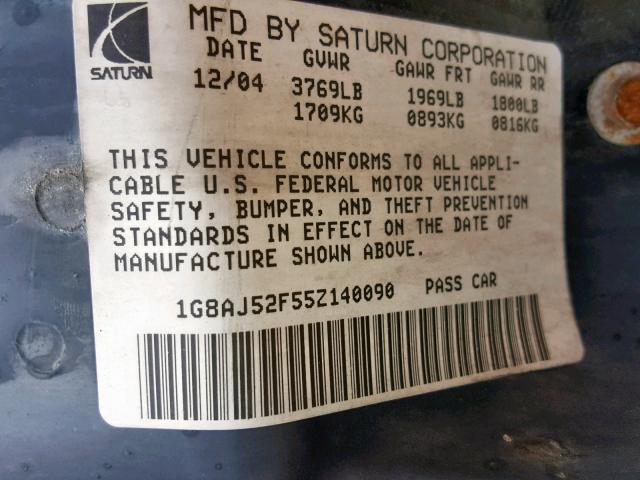 SATURN
MFD BY SATURN CORPORATION
DATE GVWR GAWR FRT GAWR RR
12/04 3769LB 1969LB 1800LB
1709KG 0893KG 0816KG
THIS VEHICLE CONFORMS TO ALL APPLI-
CABLE U.S. FEDERAL MOTOR VEHICLE
SAFETY, BUMPER, AND THEFT PREVENTION
STANDARDS IN EFFECT ON THE DATE OF
MANUFACTURE SHOWN ABOVE.
1G8AJ52F55Z140090 PASS CAR